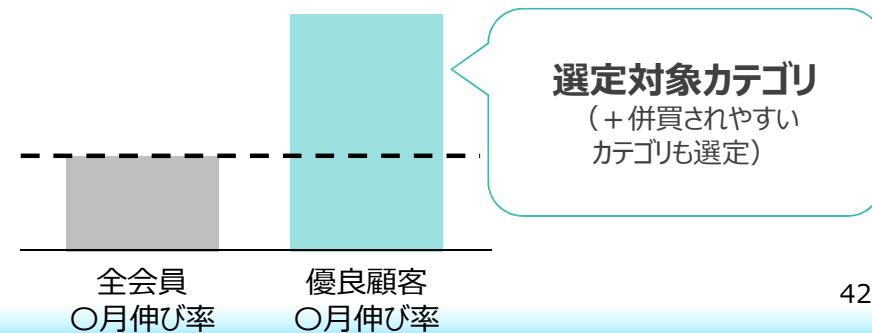 選定対象カテゴリ
（＋併買されやすい
カテゴリも選定）
全会員
〇月伸び率
優良顧客
〇月伸び率
42